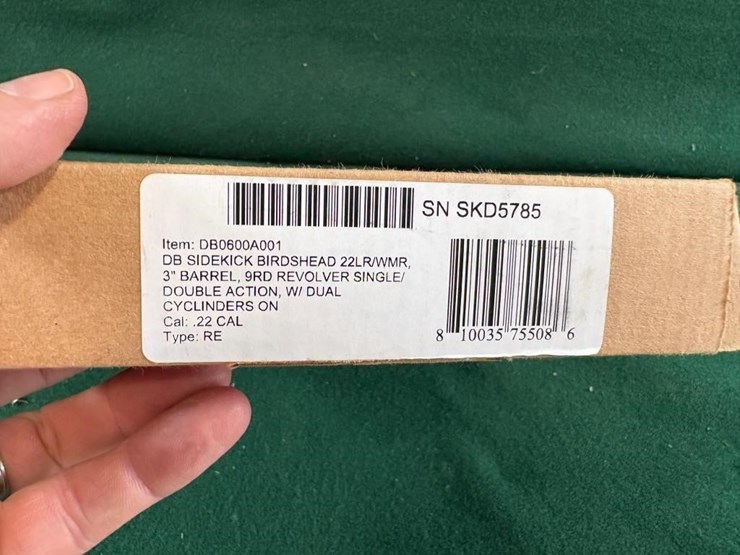 SN SKD5785
Item: DB0600A001
DB SIDEKICK BIRDSHEAD 22LR/WMR,
3" BARREL, 9RD REVOLVER SINGLE/
DOUBLE ACTION, W/ DUAL
CYCLINDERS ON
Cal: .22 CAL
Type: RE
8 10035 75508 6